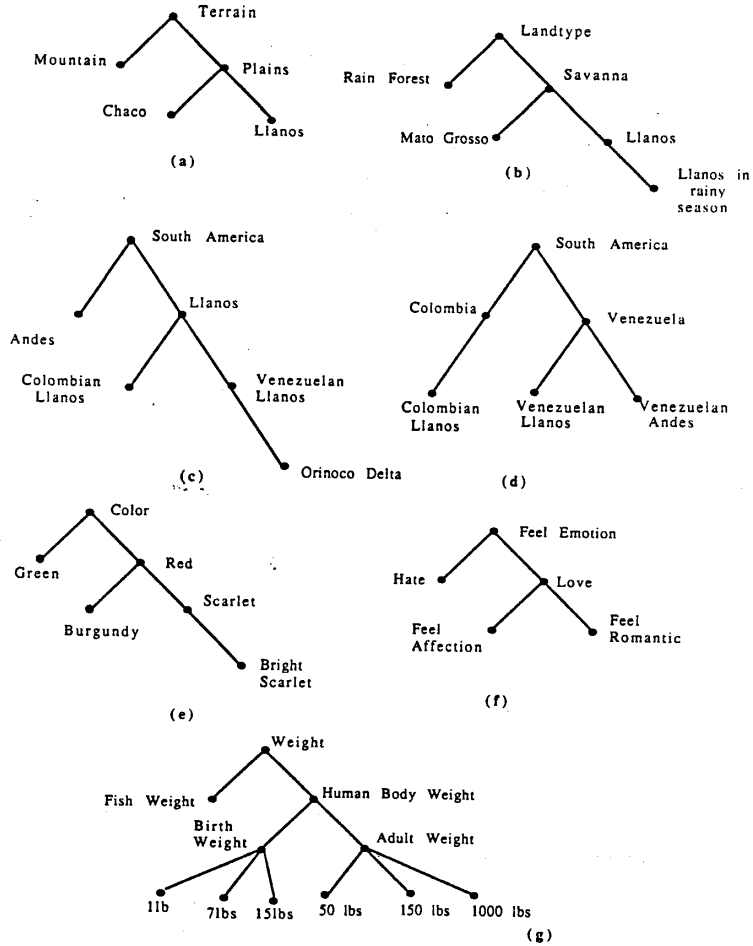 Terrain
Mountain
Plains
Chaco
Llanos
(a)
Landtype
Rain Forest
Savanna
Mato Grosso
Llanos
(b)
Llanos in
rainy
season
South America
Llanos
Andes
Colombian
Llanos
Venezuelan
Llanos
Orinoco Delta
(c)
South America
Colombia
Venezuela
Colombian
Llanos
Venezuelan
Llanos
Venezuelan
Andes
(d)
Color
Green
Red
Burgundy
Scarlet
Bright
Scarlet
(e)
Feel Emotion
Hate
Love
Feel
Affection
Feel
Romantic
(f)
Weight
Fish Weight
Human Body Weight
Birth
Weight
Adult Weight
1lb
7lbs
15lbs
50 lbs
150 lbs
1000 lbs
(g)